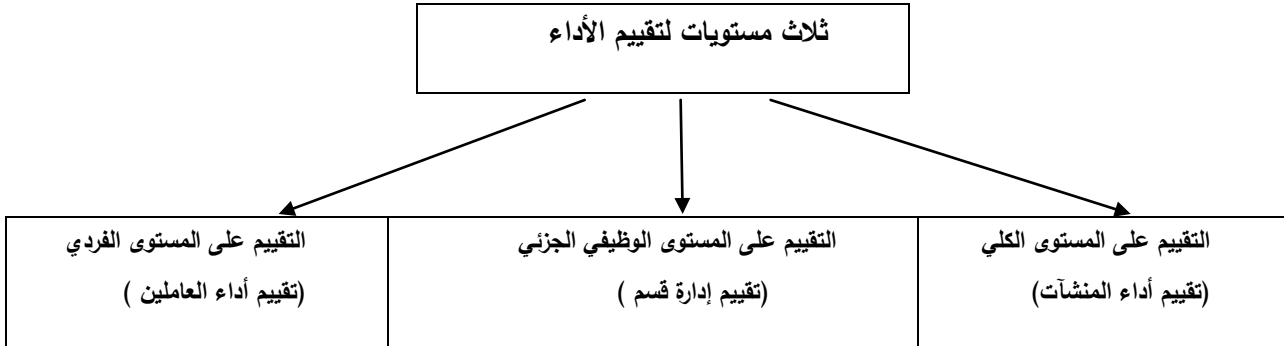 ثلاث مستويات لتقييم الأداء
التقييم على المستوى الكلي
(تقييم أداء المنشآت)
التقييم على المستوى الوظيفي الجزئي
(تقييم إدارة قسم )
التقييم على المستوى الفردي
(تقييم أداء العاملين )